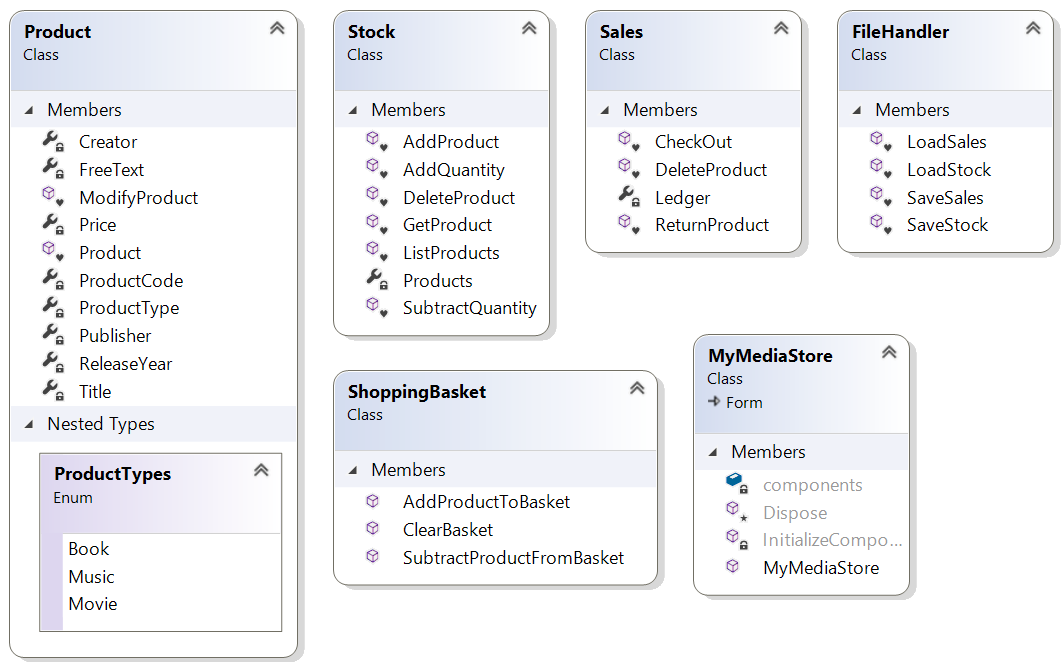 Product
Class
Members
Creator
FreeText
ModifyProduct
Price
Product
ProductCode
ProductType
Publisher
ReleaseYear
Title
Nested Types
ProductTypes
Enum
Book
Music
Movie
Stock
Class
Members
AddProduct
AddQuantity
DeleteProduct
GetProduct
ListProducts
Products
SubtractQuantity
Sales
Class
Members
CheckOut
DeleteProduct
Ledger
ReturnProduct
FileHandler
Class
Members
LoadSales
LoadStock
SaveSales
SaveStock
ShoppingBasket
Class
Members
AddProductToBasket
ClearBasket
SubtractProductFromBasket
MyMediaStore
Class
Form
Members
components
Dispose
InitializeCompo...
MyMediaStore